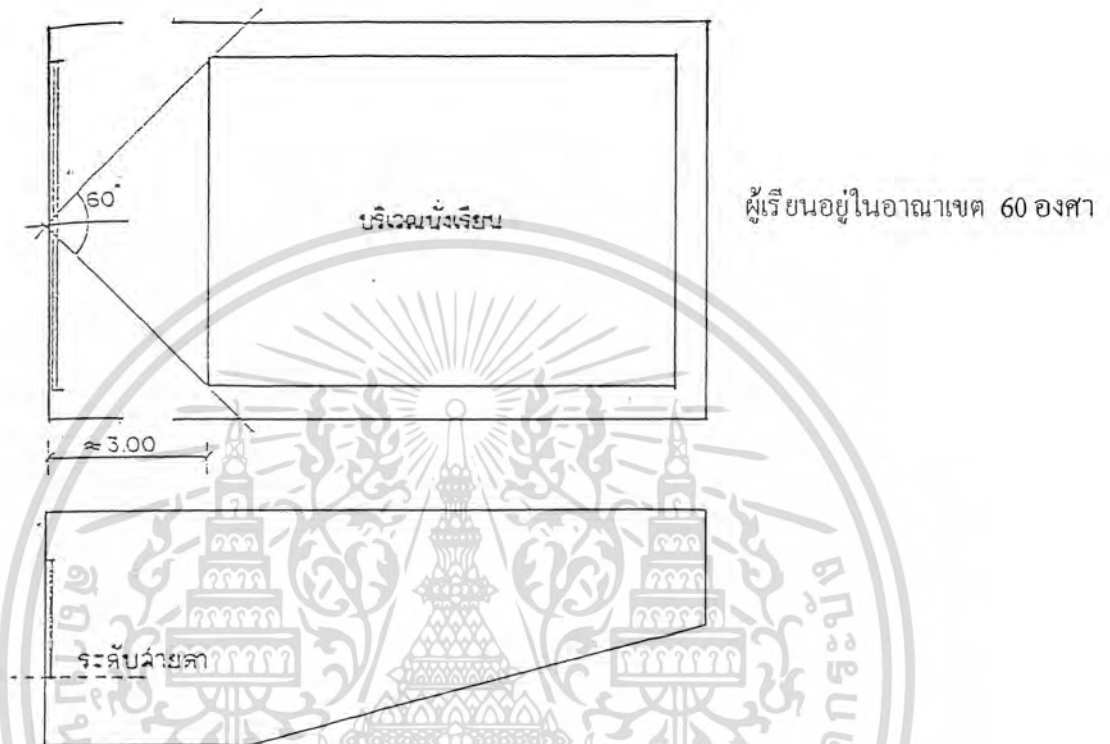 60°
บริเวณนั่งเรียน
ผู้เรียนอยู่ในอาณาเขต 60 องศา
≈3.00
ระดับสายตา